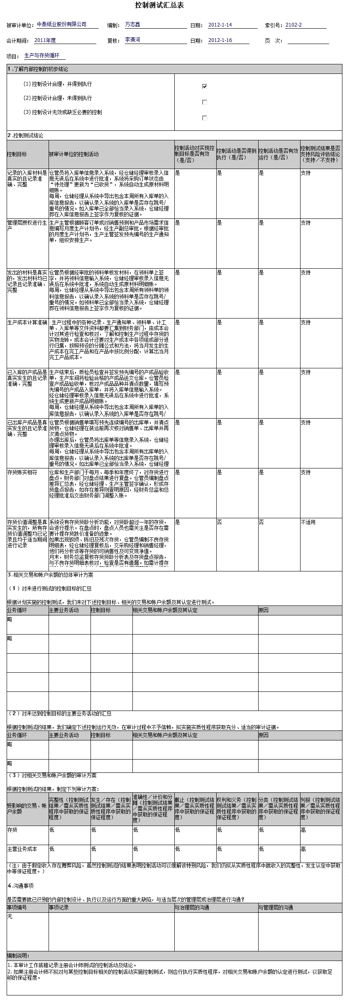 控制测试汇总表
被审计单位: 中泰纸业股份有限公司 编制: 万志鑫 日期: 2012-1-14 索引号: 2102-2
会计期间: 2011年度 复核: 李清河 日期: 2012-1-16 页 次:
项目: 生产与存货循环
1.了解内部控制的初步结论
(1) 控制设计合理，并得到执行
(2) 控制设计合理，未得到执行
(3) 控制设计无效或缺乏必要的控制
2.控制测试结论
控制目标
被审计单位的控制活动
控制活动对实现控
制目标是否有效
（是/否）
控制活动是否得到
执行（是/否）
控制活动是否有效
运行（是/否）
控制测试结果是否
支持风险评估结论
（支持／不支持）
记录的入库材料是
真实的且记录准
确、完整
仓管员将入库单信息录入系统，经仓储经理审核录入信
息无误后在系统中进行批准，系统将采购订单状态由
“待处理”更新为“已收货”，系统自动生成原材料明
细账。
每周，仓储经理从系统中导出包含本周所有入库单的入
库信息报告，以确认录入系统的入库单是否存在跳号/
重号的情况。如入库单已全部恰当录入系统，仓储经理
即在入库信息报告上签字作为复核的证据。
是
是
是
支持
管理层授权进行生
产
生产主管根据顾客订单或对销售预测和产品市场需求信
息编写月度生产计划书，经生产副总审批。根据经审批
的月度生产计划书，生产主管签发预先编号的生产通知
单，组织安排生产。
是
是
是
支持
发出的材料是真实
的，发出材料均已
记录且记录准确、
完整
仓管员根据经审批的领料单核发材料，在领料单上签
字，并将领料信息输入系统，仓储经理审核录入信息无
误后在系统中批准，系统自动生成原材料明细账。
每周，仓储经理从系统中导出包含本周所有领料单的领
料信息报告，以确认录入系统的领料单是否存在跳号/
重号的情况。如领料单已全部恰当录入系统，仓储经理
即在领料信息报告上签字作为复核的证据。
是
是
是
支持
生产成本计算准确
生产过程中的各种记录、生产通知单、领料单、计工
单、入库单等文件资料都要汇集到财务部门，由成本会
计对其进行检查和核对，了解和控制生产过程中存货的
实物流转。成本会计还要对生产成本中各项组成部分进
行归集，按照预设的分摊公式和方法，将当月发生的生
产成本在完工产品和在产品中按比例分配，计算出当月
完工产品成本。
是
是
是
支持
已入库的产成品是
真实发生的且记录
准确、完整
生产结束后，质检员检查并签发预先编号的产成品验收
单，生产车间将检验合格的产成品送交仓库。仓管员检
查产成品验收单，核对产成品品种并清点数量，填写预
先编号的产成品入库单，并将入库单信息输入系统。
经仓储经理审核录入信息无误后在系统中进行批准，系
统生成更新产成品明细账。
每周，仓储经理从系统中导出包含本周所有入库单的入
库信息报告，以确认录入系统的入库单是否存在跳号/
是
是
是
支持
已出库产成品是真
实发生的且记录准
确、完整
仓管员根据销售单填写预先连续编号的出库单，并清点
货物，仓储经理在装运前再次核对销售单、出库单并再
次清点货物。
办理出库后，仓管员将出库单等信息录入系统，仓储经
理审核录入信息无误后在系统中批准。
每周，仓储经理从系统中导出包含本周所有出库单的入
库信息报告，以确认录入系统的出库单是否存在跳号/
重号的情况。如出库单已全部恰当录入系统，仓储经理
是
是
是
支持
存货账实相符
仓库和生产部门于每月、每季和年度终了，对存货进行
盘点。财务部门对盘点结果进行复盘。仓管员编制盘点
差异汇总表，经仓储经理、生产主管签字确认，形成存
货盘点报告，如存在差异则查明原因，经财务总监和总
经理批准后交由财务部门调整入账。
是
是
是
支持
存货价值调整是真
实发生的，所有存
货价值调整均已记
录且均于适当期间
进行记录
系统设有存货货龄分析功能，对货龄超过一年的存货，
会进行提示。在盘点时，盘点人员也需关注是否存在需
要计提存货跌价准备的迹象。
如果出现毁损、陈旧及残次存货，仓管员编制不良存货
明细表，经仓储经理复核后，交采购经理和销售经理，
他们将分析该等存货的可销售性及可变现净值。
月末，财务总监复核存货货龄分析表及存货盘点报告，
与不良存货明细表核对，检查是否有遗漏。如需计提存
是
否
否
不适用
3.相关交易和帐户余额的总体审计方案
（1）对未进行测试的控制目标的汇总
根据计划实施的控制测试，我们未对下述控制目标、相关的交易和帐户余额及其认定进行测试。
业务循环 主要业务活动 控制目标 相关交易和帐户余额及其认定 原因
略
略
（2）对未达到控制目标的主要业务活动的汇总
根据控制测试的结果，我们确定下述控制运行无效，在审计过程中不予信赖，拟实施实质性程序获取充分、适当的审计证据。
业务循环 主要业务活动 控制目标 相关交易和帐户余额及其认定 原因
略
略
（3）对相关交易和帐户余额的审计方案
根据控制测试的结果，制定下列审计方案:
受影响的交易、帐
户余额
完整性（控制测试
结果／需从实质性
程序中获取的保证
程度）
发生／存在（控制
测试结果／需从实
质性程序中获取的
保证程度）
准确性／计价和分
摊（控制测试结果
／需从实质性程序
中获取的保证程
度）
截止（控制测试结
果／需从实质性程
序中获取的保证程
度）
权利和义务（控制
测试结果／需从实
质性程序中获取的
保证程度）
分类（控制测试结
果／需从实质性程
序中获取的保证程
度）
列报（控制测试结
果／需从实质性程
序中获取的保证程
度）
存货 低 低 低 低 低 低 高
主营业务成本 低 低 低 低 低 低 高
（注：由于假定收入存在舞弊风险，虽然控制测试的结果表明控制活动可以缓解该特别风险，我们仍拟从实质性程序中就收入的完整性，发生认定中获取
中等保证程度。）
4.沟通事项
是否需要就已识别的内部控制设计、执行以及运行方面的重大缺陷，与适当层次的管理层或治理层进行沟通？
事项编号 事项记录 与治理层的沟通 与管理层的沟通
无
编制说明:
1. 本审计工作底稿记录注册会计师测试的控制活动及结论。
2. 如果注册会计师不拟对与某些控制目标相关的控制活动实施控制测试，则应行执行实质性程序，对相关交易和账户余额的认定进行测试，以获取足
够的保证程度。